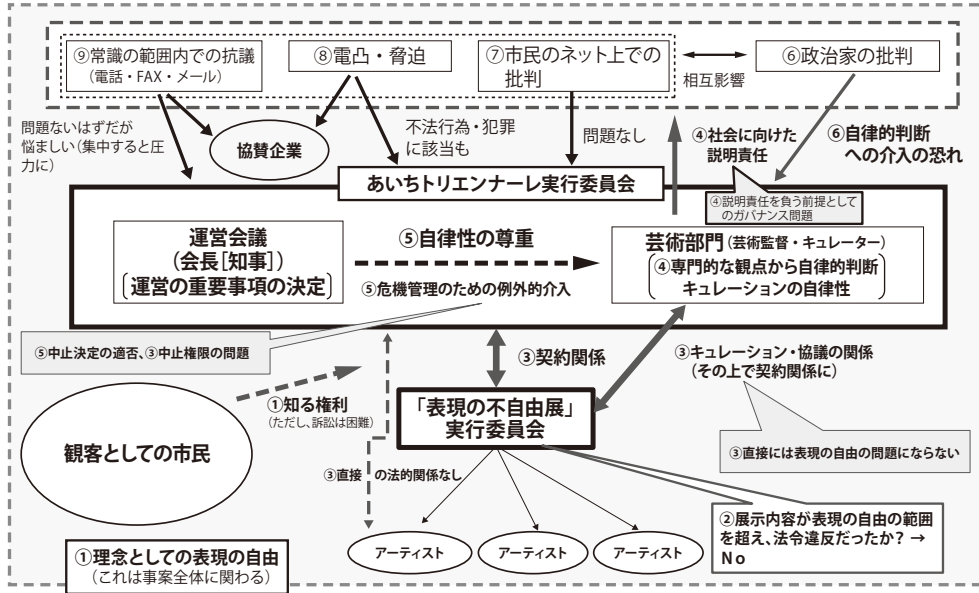 ⑨常識の範囲内での抗議
（電話・FAX・メール）
⑧電凸・脅迫
⑦市民のネット上での
批判
相互影響
⑥政治家の批判
問題ないはずだが
悩ましい（集中すると圧
力に）
協賛企業
不法行為・犯罪
に該当も
問題なし
④社会に向けた
説明責任
⑥自律的判断
への介入の恐れ
あいちトリエンナーレ実行委員会
④説明責任を負う前提として
のガバナンス問題
運営会議
（会長［知事］）
〔運営の重要事項の決定〕
⑤自律性の尊重
⑤危機管理のための例外的介入
芸術部門（芸術監督・キュレーター）
④専門的な観点から自律的判断
キュレーションの自律性
⑤中止決定の適否、③中止権限の問題
③契約関係
③キュレーション・協議の関係
（その上で契約関係に）
①知る権利
（ただし、訴訟は困難）
「表現の不自由展」
実行委員会
観客としての市民
③直接 の法的関係なし
③直接には表現の自由の問題にならない
②展示内容が表現の自由の範囲
を超え、法令違反だったか？ →
No
アーティスト
アーティスト
アーティスト
①理念としての表現の自由
（これは事案全体に関わる）